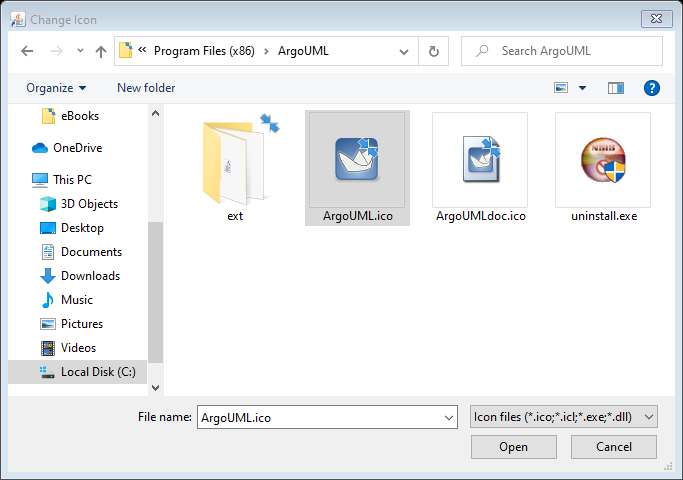 Change Icon
« Program Files (x86) › ArgoUML
Search ArgoUML
Organize
New folder
eBooks
OneDrive
This PC
3D Objects
Desktop
Documents
Downloads
Music
Pictures
Videos
Local Disk (C:)
ext
ArgoUML.ico
ArgoUMLdoc.ico
NSIS
uninstall.exe
File name:
ArgoUML.ico
Icon files (*.ico;*.icl;*.exe;*.dll)
Open
Cancel